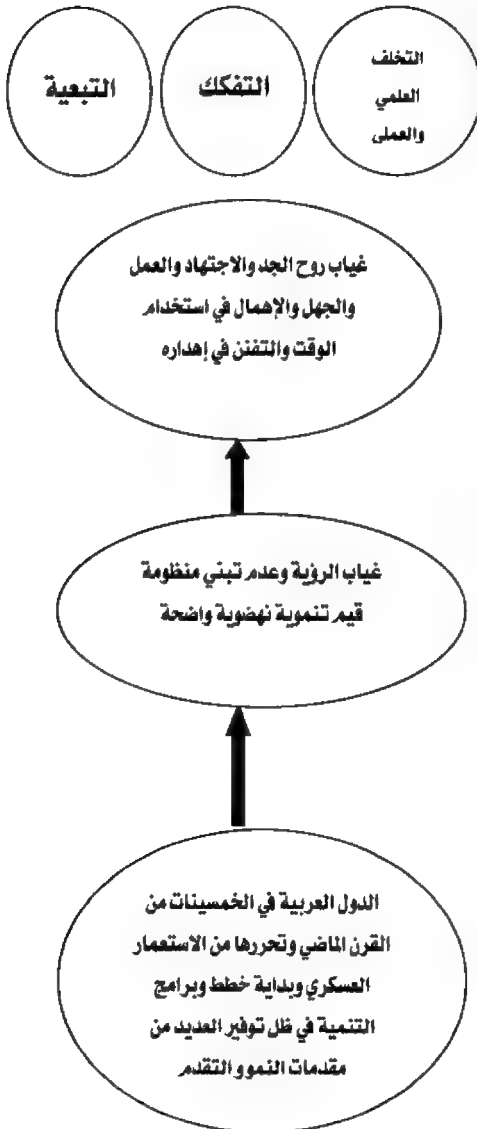 التخلف
العلمي
والعملى
التفكك
التبعية
غياب روح الجد والاجتهاد والعمل
والجهل والإهمال في استخدام
الوقت والتفنن في إهداره
غياب الرؤية وعدم تبني منظومة
قيم تنموية نهضوية واضحة
الدول العربية في الخمسينات من
القرن الماضي وتحررها من الاستعمار
العسكري وبداية خطط وبرامج
التنمية في ظل توفير العديد من
مقدمات النمو والتقدم